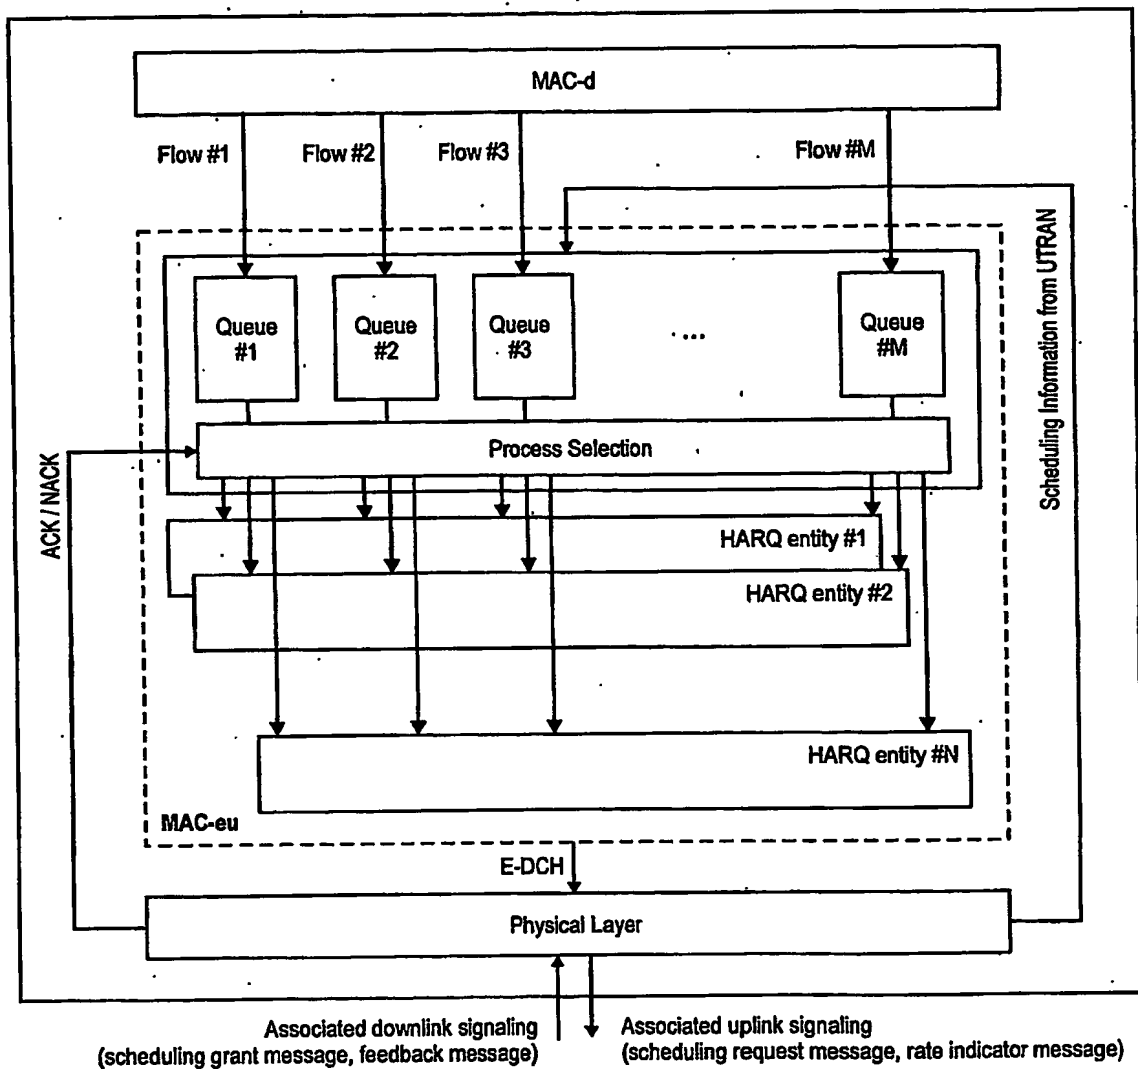 MAC-d
Flow #1
Flow #2
Flow #3
Flow #M
Queue
#1
Queue
#2
Queue
#3
...
Queue
#M
Process Selection
HARQ entity #1
HARQ entity #2
HARQ entity #N
MAC-eu
E-DCH
Physical Layer
ACK / NACK
Scheduling Information from UTRAN
Associated downlink signaling
(scheduling grant message, feedback message)
Associated uplink signaling
(scheduling request message, rate indicator message)